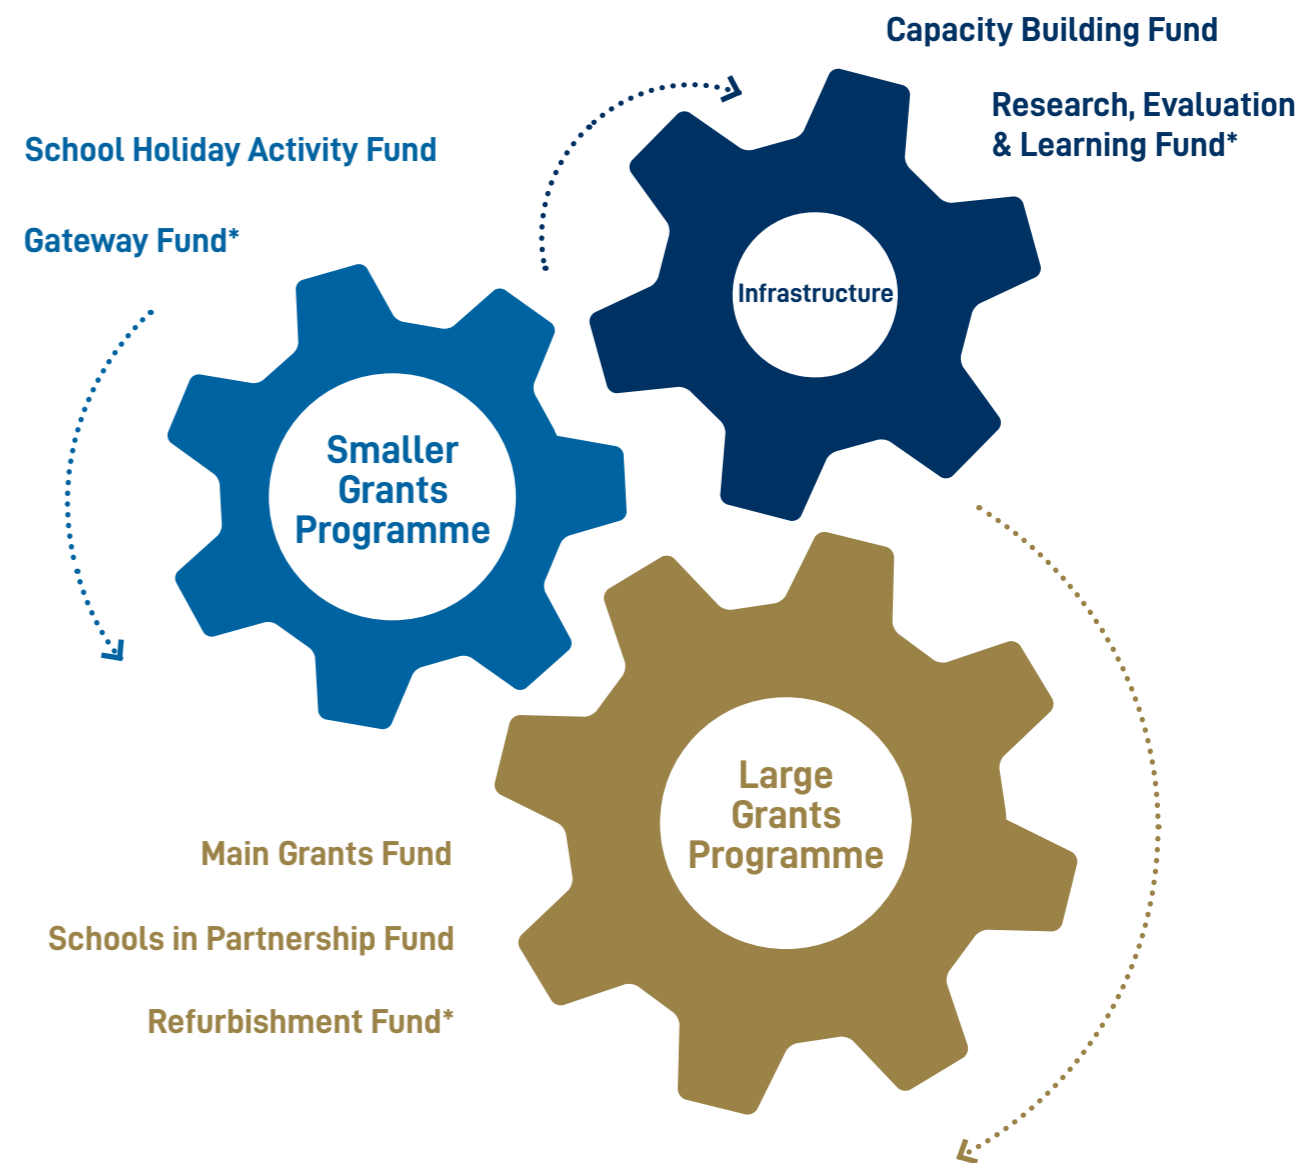 Capacity Building Fund
Research, Evaluation
& Learning Fund*
Infrastructure
School Holiday Activity Fund
Gateway Fund*
Smaller
Grants
Programme
Large
Grants
Programme
Main Grants Fund
Schools in Partnership Fund
Refurbishment Fund*